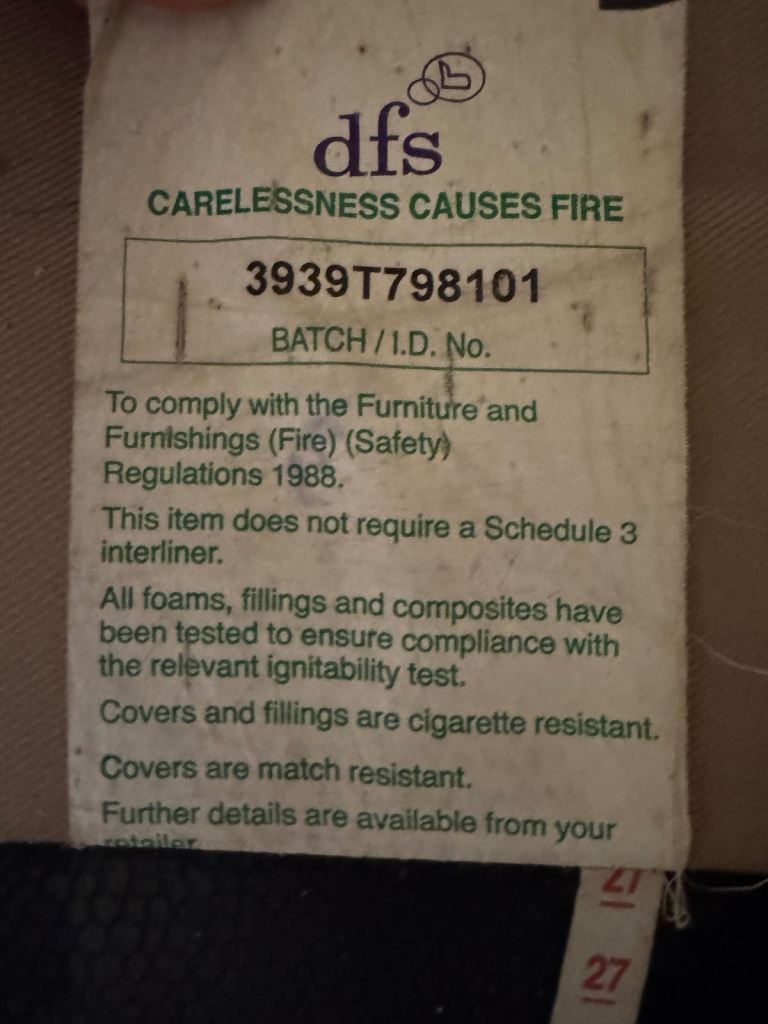 dfs
CARELESSNESS CAUSES FIRE
3939T798101
BATCH / I.D. No.
To comply with the Furniture and
Furnishings (Fire) (Safety)
Regulations 1988.
This item does not require a Schedule 3
interliner.
All foams, fillings and composites have
been tested to ensure compliance with
the relevant ignitability test.
Covers and fillings are cigarette resistant.
Covers are match resistant.
Further details are available from your
retailer
27
27